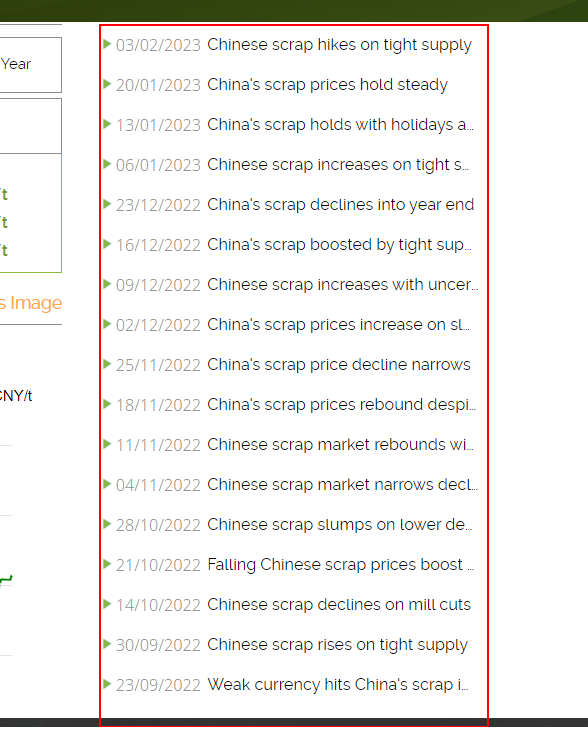 Year
/t
/t
/t
s Image
CNY/t
03/02/2023 Chinese scrap hikes on tight supply
20/01/2023 China's scrap prices hold steady
13/01/2023 China's scrap holds with holidays a...
06/01/2023 Chinese scrap increases on tight s...
23/12/2022 China's scrap declines into year end
16/12/2022 China's scrap boosted by tight sup...
09/12/2022 Chinese scrap increases with uncer...
02/12/2022 China's scrap prices increase on sl...
25/11/2022 China's scrap price decline narrows
18/11/2022 China's scrap prices rebound despi...
11/11/2022 Chinese scrap market rebounds wi...
04/11/2022 Chinese scrap market narrows decl...
28/10/2022 Chinese scrap slumps on lower de...
21/10/2022 Falling Chinese scrap prices boost ...
14/10/2022 Chinese scrap declines on mill cuts
30/09/2022 Chinese scrap rises on tight supply
23/09/2022 Weak currency hits China's scrap i...